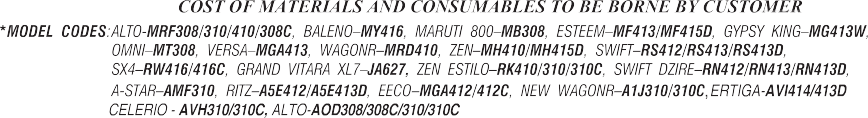 COST OF MATERIALS AND CONSUMABLES TO BE BORNE BY CUSTOMER
*MODEL CODES:ALTO-MRF308/310/410/308C, BALENO–MY416, MARUTI 800–MB308, ESTEEM–MF413/MF415D, GYPSY KING–MG413W,
OMNI–MT308, VERSA–MGA413, WAGONR–MRD410, ZEN–MH410/MH415D, SWIFT–RS412/RS413/RS413D,
SX4–RW416/416C, GRAND VITARA XL7–JA627, ZEN ESTILO–RK410/310/310C, SWIFT DZIRE–RN412/RN413/RN413D,
A-STAR–AMF310, RITZ–A5E412/A5E413D, EECO–MGA412/412C, NEW WAGONR–A1J310/310C,ERTIGA-AVI414/413D
CELERIO - AVH310/310C, ALTO-AOD308/308C/310/310C